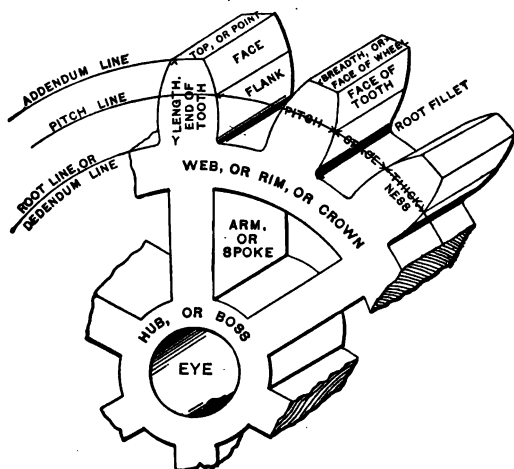 TOP, OR POINT
ADDENDUM LINE
FACE
BREADTH, OR
FACE OF WHEEL
FLANK
FACE OF
TOOTH
PITCH LINE
LENGTH.
END OF
TOOTH
PITCH
SPACE
THICK
NESS
ROOT FILLET
ROOT LINE, OR
DEDENDUM LINE
WEB, OR RIM, OR CROWN
ARM,
OR
SPOKE
HUB, OR BOSS
EYE